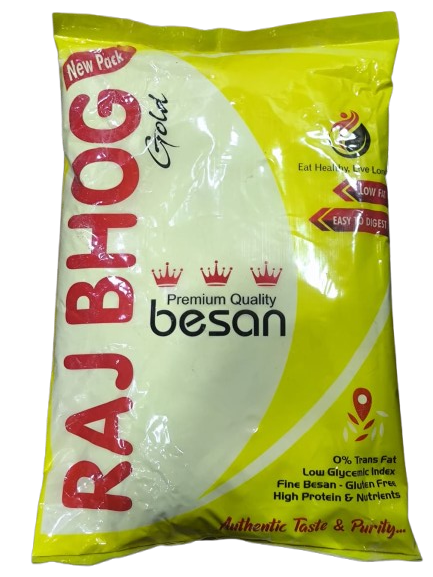 New Pack
RAJ BHOG
Gold
Eat Healthy, Live Long
LOW FAT
EASY TO DIGEST
Premium Quality
besan
0% Trans Fat
Low Glycemic Index
Fine Besan - Gluten Free
High Protein & Nutrients
Authentic Taste & Purity...